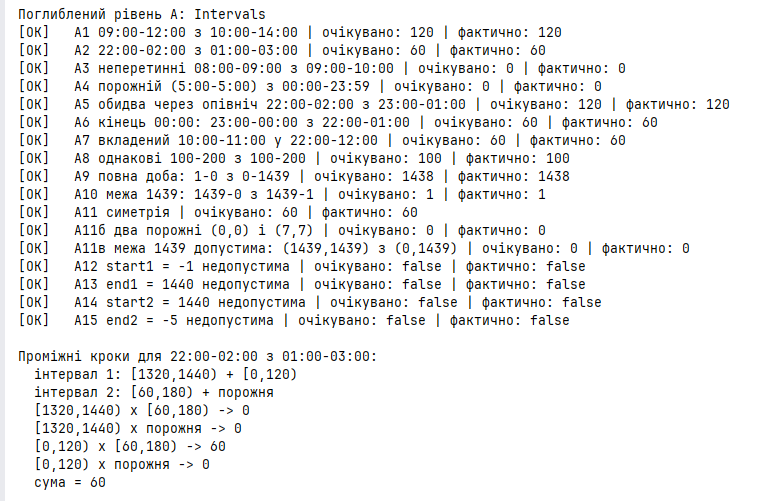 Поглиблений рівень A: Intervals
[OK]   A1 09:00-12:00 з 10:00-14:00 | очікувано: 120 | фактично: 120
[OK]   A2 22:00-02:00 з 01:00-03:00 | очікувано: 60 | фактично: 60
[OK]   A3 неперетинні 08:00-09:00 з 09:00-10:00 | очікувано: 0 | фактично: 0
[OK]   A4 порожній (5:00-5:00) з 00:00-23:59 | очікувано: 0 | фактично: 0
[OK]   A5 обидва через опівніч 22:00-02:00 з 23:00-01:00 | очікувано: 120 | фактично: 120
[OK]   A6 кінець 00:00: 23:00-00:00 з 22:00-01:00 | очікувано: 60 | фактично: 60
[OK]   A7 вкладений 10:00-11:00 у 22:00-12:00 | очікувано: 60 | фактично: 60
[OK]   A8 однакові 100-200 з 100-200 | очікувано: 100 | фактично: 100
[OK]   A9 повна доба: 1-0 з 0-1439 | очікувано: 1438 | фактично: 1438
[OK]   A10 межа 1439: 1439-0 з 1439-1 | очікувано: 1 | фактично: 1
[OK]   A11 симетрія | очікувано: 60 | фактично: 60
[OK]   A11б два порожні (0,0) і (7,7) | очікувано: 0 | фактично: 0
[OK]   A11в межа 1439 допустима: (1439,1439) з (0,1439) | очікувано: 0 | фактично: 0
[OK]   A12 start1 = -1 недопустима | очікувано: false | фактично: false
[OK]   A13 end1 = 1440 недопустима | очікувано: false | фактично: false
[OK]   A14 start2 = 1440 недопустима | очікувано: false | фактично: false
[OK]   A15 end2 = -5 недопустима | очікувано: false | фактично: false
Проміжні кроки для 22:00-02:00 з 01:00-03:00:
  інтервал 1: [1320,1440) + [0,120)
  інтервал 2: [60,180) + порожня
  [1320,1440) x [60,180) -> 0
  [1320,1440) x порожня -> 0
  [0,120) x [60,180) -> 60
  [0,120) x порожня -> 0
  сума = 60